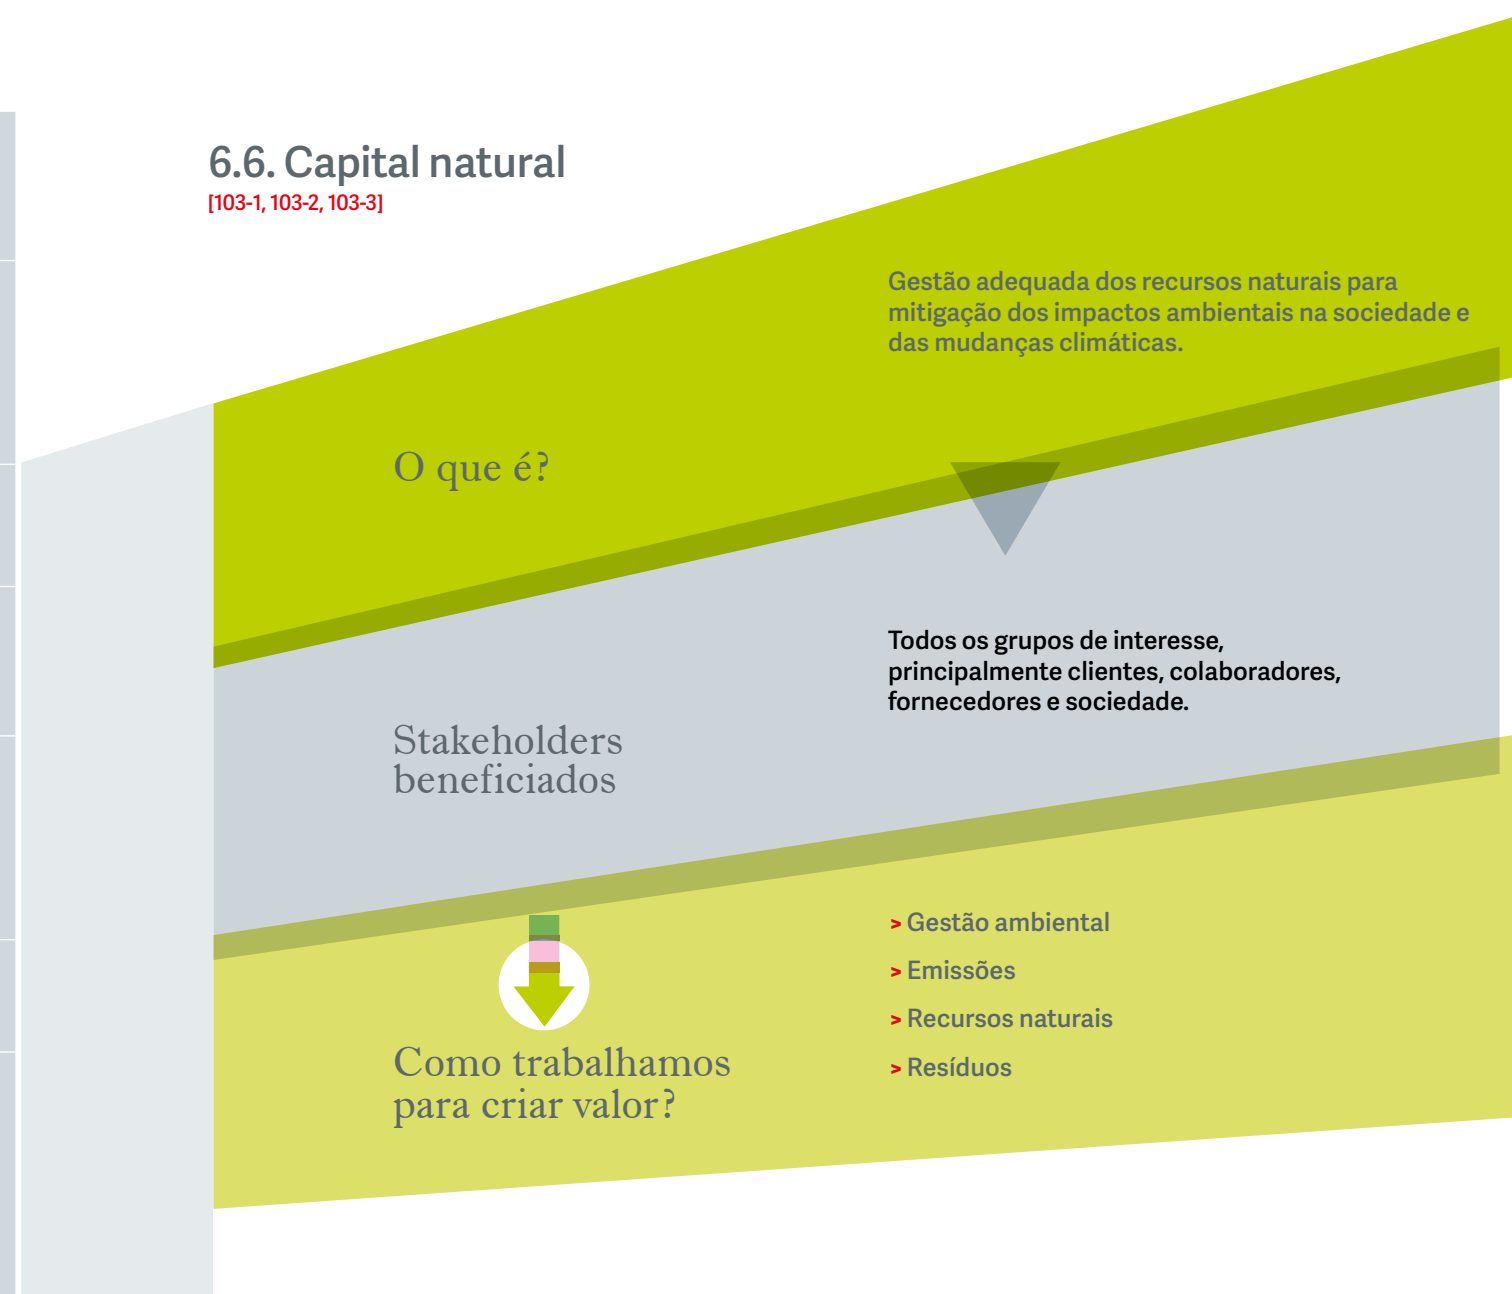 6.6. Capital natural
[103-1, 103-2, 103-3]
O que é?
Gestão adequada dos recursos naturais para
mitigação dos impactos ambientais na sociedade e
das mudanças climáticas.
Stakeholders
beneficiados
Todos os grupos de interesse,
principalmente clientes, colaboradores,
fornecedores e sociedade.
Como trabalhamos
para criar valor?
> Gestão ambiental
> Emissões
> Recursos naturais
> Resíduos